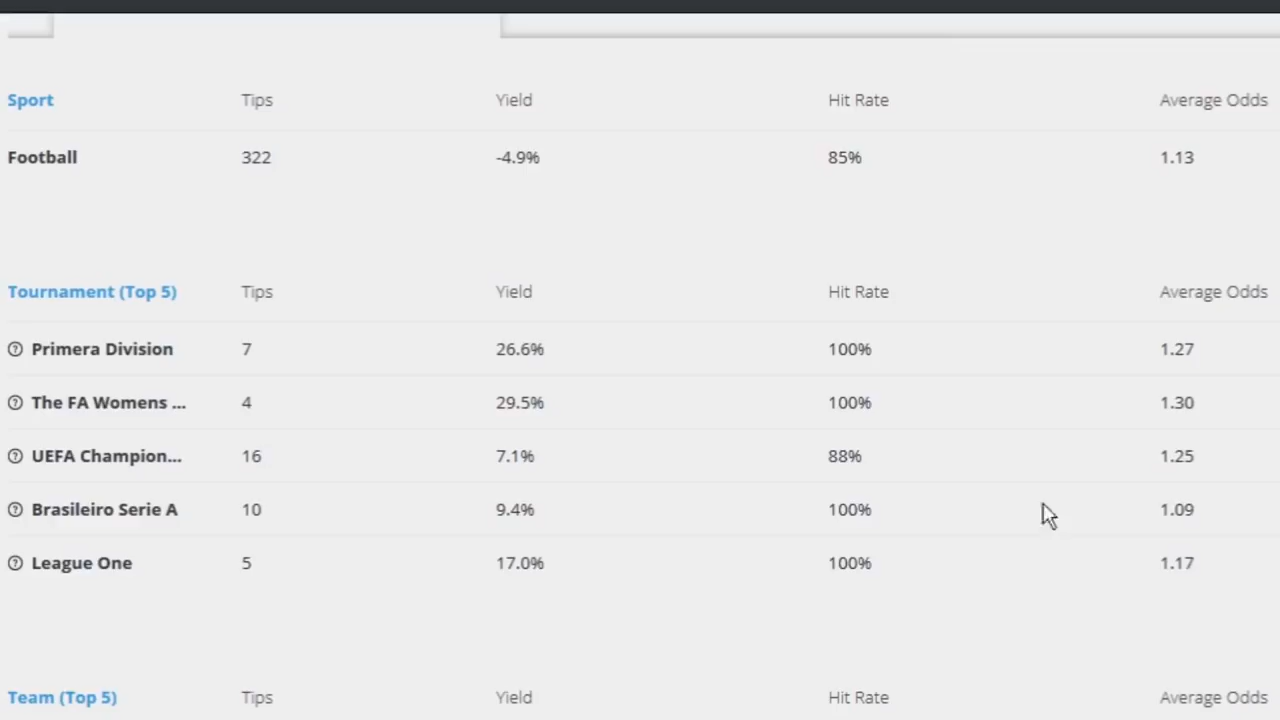 Sport Tips Yield Hit Rate Average Odds
Football 322 -4.9% 85% 1.13
Tournament (Top 5) Tips Yield Hit Rate Average Odds
Primera Division 7 26.6% 100% 1.27
The FA Womens ... 4 29.5% 100% 1.30
UEFA Champion... 16 7.1% 88% 1.25
Brasileiro Serie A 10 9.4% 100% 1.09
League One 5 17.0% 100% 1.17
Team (Top 5) Tips Yield Hit Rate Average Odds